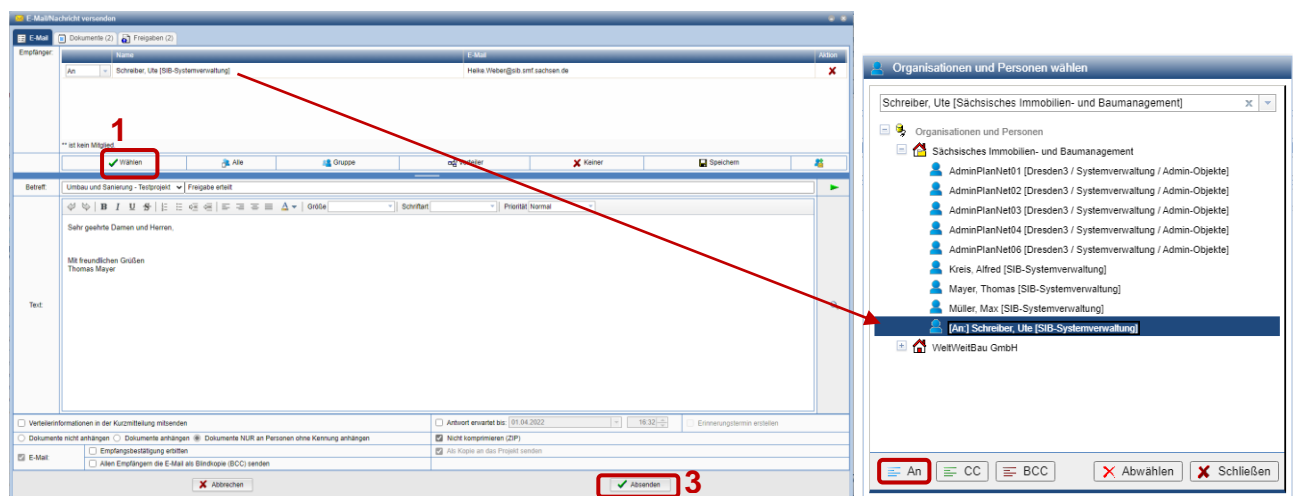 E-Mail/Nachricht versenden
E-Mail Dokumente (2) Freigaben (2)
Empfänger: Name E-Mail Aktion
An Schreiber, Ute [SIB-Systemverwaltung] Heike.Weber@sib.smf.sachsen.de
1
** ist kein Mitglied
Wählen Alle Gruppe Verteiler Keiner Speichern
Betreff: Umbau und Sanierung - Testprojekt Freigabe erteilt
B I U S A Größe Schriftart Priorität Normal
Sehr geehrte Damen und Herren,
Mit freundlichen Grüßen
Thomas Mayer
Text:
Verteilerinformationen in der Kurzmitteilung mitsenden Antwort erwartet bis: 01.04.2022 16:32 Erinnerungstermin erstellen
Dokumente nicht anhängen Dokumente anhängen Dokumente NUR an Personen ohne Kennung anhängen Nicht komprimieren (ZIP)
E-Mail: Empfangsbestätigung erbitten Als Kopie an das Projekt senden
Allen Empfängern die E-Mail als Blindkopie (BCC) senden
Abbrechen Absenden 3
Organisationen und Personen wählen
Schreiber, Ute [Sächsisches Immobilien- und Baumanagement] x
Organisationen und Personen
Sächsisches Immobilien- und Baumanagement
AdminPlanNet01 [Dresden3 / Systemverwaltung / Admin-Objekte]
AdminPlanNet02 [Dresden3 / Systemverwaltung / Admin-Objekte]
AdminPlanNet03 [Dresden3 / Systemverwaltung / Admin-Objekte]
AdminPlanNet04 [Dresden3 / Systemverwaltung / Admin-Objekte]
AdminPlanNet06 [Dresden3 / Systemverwaltung / Admin-Objekte]
Kreis, Alfred [SIB-Systemverwaltung]
Mayer, Thomas [SIB-Systemverwaltung]
Müller, Max [SIB-Systemverwaltung]
[An:] Schreiber, Ute [SIB-Systemverwaltung]
WeltWeitBau GmbH
An CC BCC Abwählen Schließen